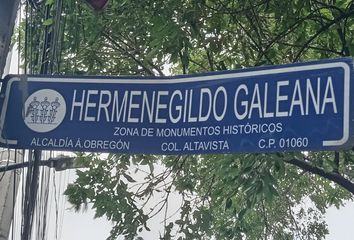 HERMENEGILDO GALEANA
ZONA DE MONUMENTOS HISTÓRICOS
ALCALDÍA Á.OBREGÓN COL. ALTAVISTA C.P. 01060